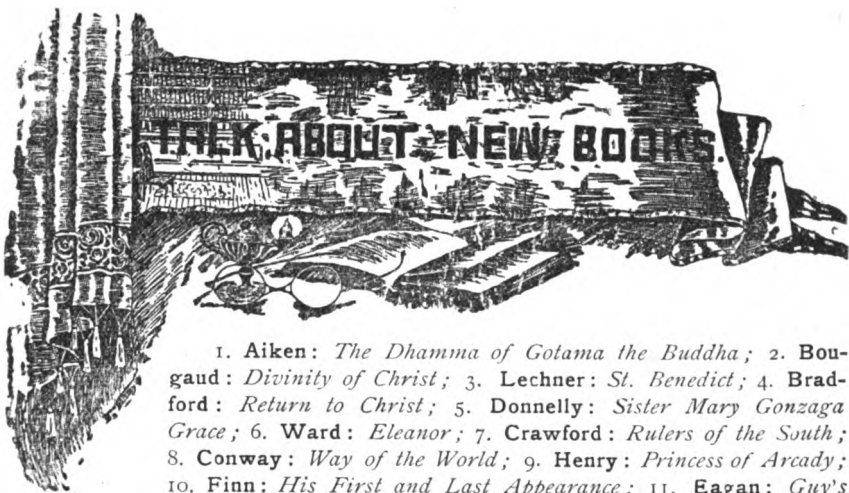 TALK ABOUT NEW BOOKS.
1. Aiken: The Dhamma of Gotama the Buddha; 2. Bou-
gaud: Divinity of Christ; 3. Lechner: St. Benedict; 4. Brad-
ford: Return to Christ; 5. Donnelly: Sister Mary Gonzaga
Grace; 6. Ward: Eleanor; 7. Crawford: Rulers of the South;
8. Conway: Way of the World; 9. Henry: Princess of Arcady;
10. Finn: His First and Last Appearance; 11. Eagan: Guy's